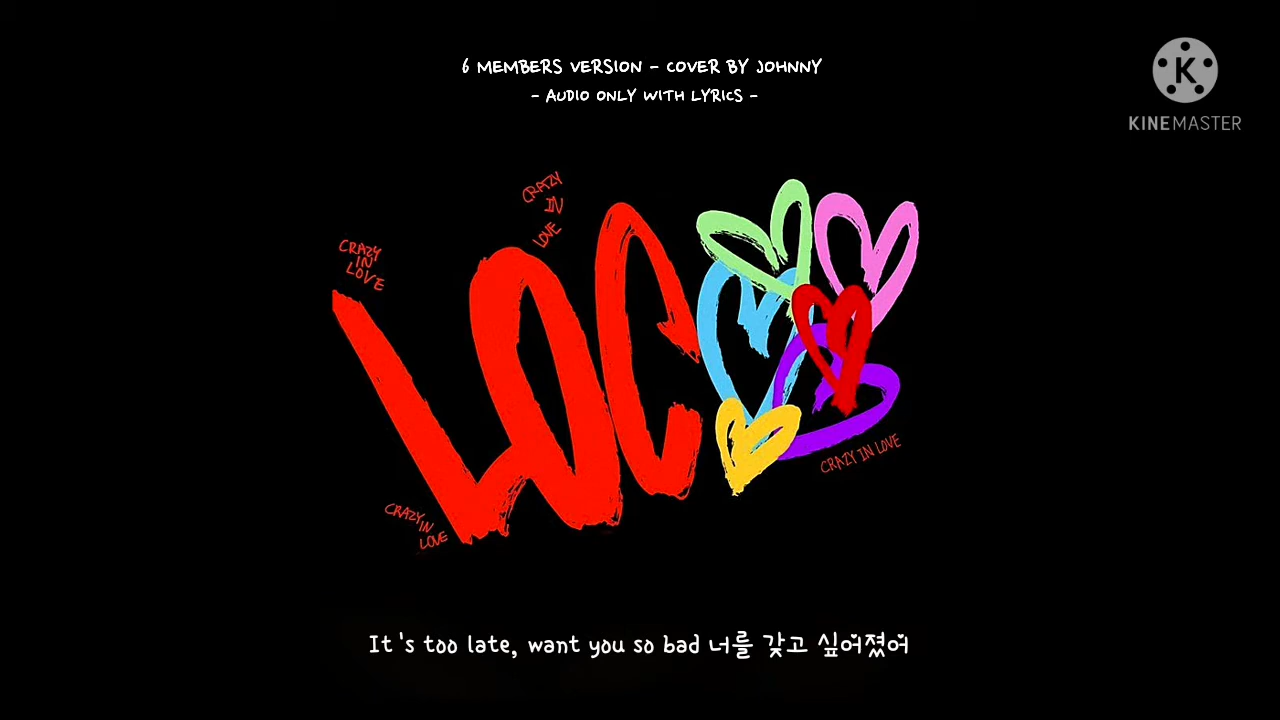 6 MEMBERS VERSION - COVER BY JOHNNY
- AUDIO ONLY WITH LYRICS -
K
KINEMASTER
CRAZY
IN
LOVE
CRAZY
IN
LOVE
LOC
CRAZY IN LOVE
CRAZY
IN
LOVE
It's too late, want you so bad 너를 갖고 싶어졌어